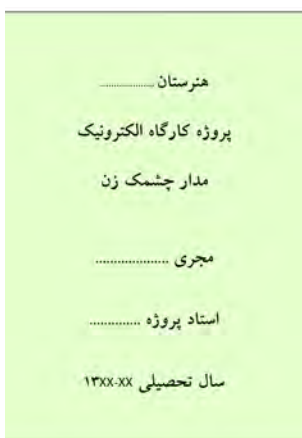 هنرستان ....................
پروژه کارگاه الکترونیک
مدار چشمک زن
مجری ....................
استاد پروژه ..............
سال تحصیلی ۱۳xx-xx